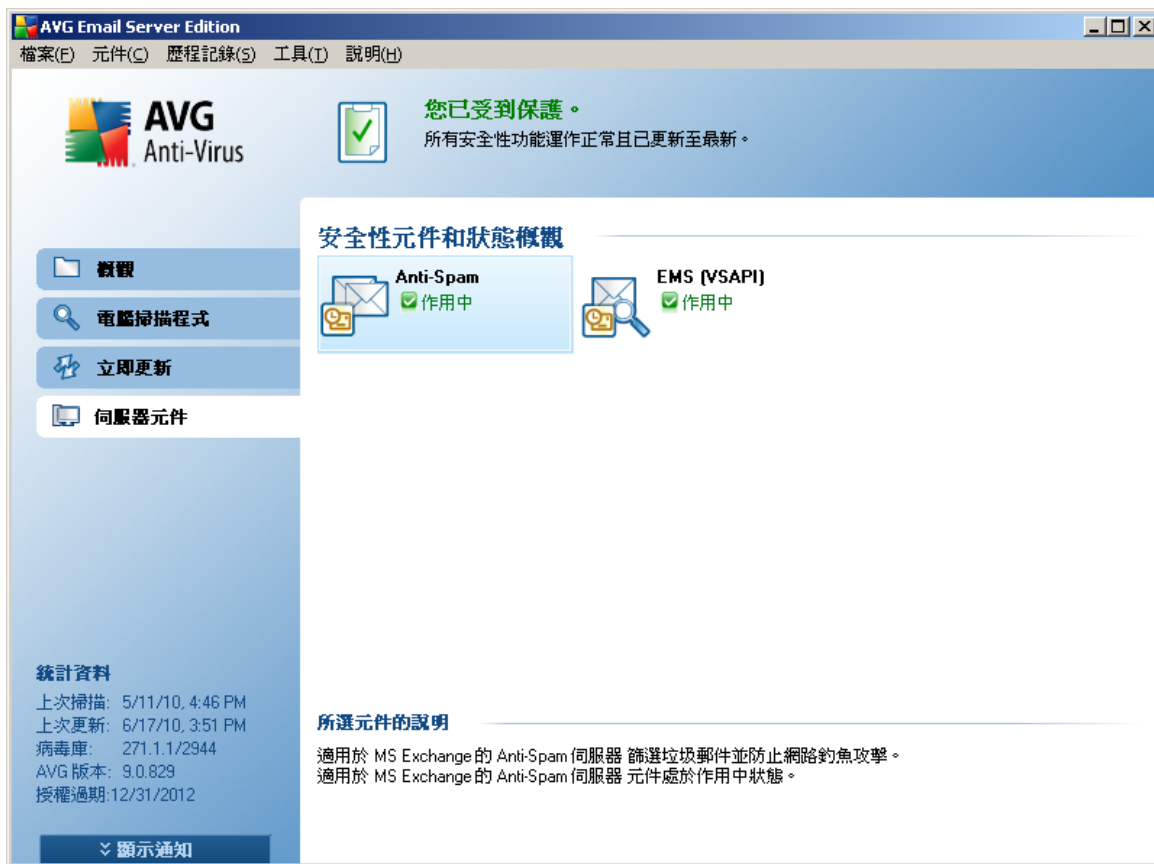 AVG Email Server Edition
檔案(F) 元件(C) 歷程記錄(S) 工具(T) 說明(H)
AVG
Anti-Virus
您已受到保護。
所有安全性功能運作正常且已更新至最新。
概觀
電腦掃描程式
立即更新
伺服器元件
安全性元件和狀態概觀
Anti-Spam
作用中
EMS (VSAPI)
作用中
統計資料
上次掃描: 5/11/10, 4:46 PM
上次更新: 6/17/10, 3:51 PM
病毒庫: 271.1.1/2944
AVG 版本: 9.0.829
授權過期:12/31/2012
顯示通知
所選元件的說明
適用於 MS Exchange 的 Anti-Spam 伺服器 篩選垃圾郵件並防止網路釣魚攻擊。
適用於 MS Exchange 的 Anti-Spam 伺服器 元件處於作用中狀態。